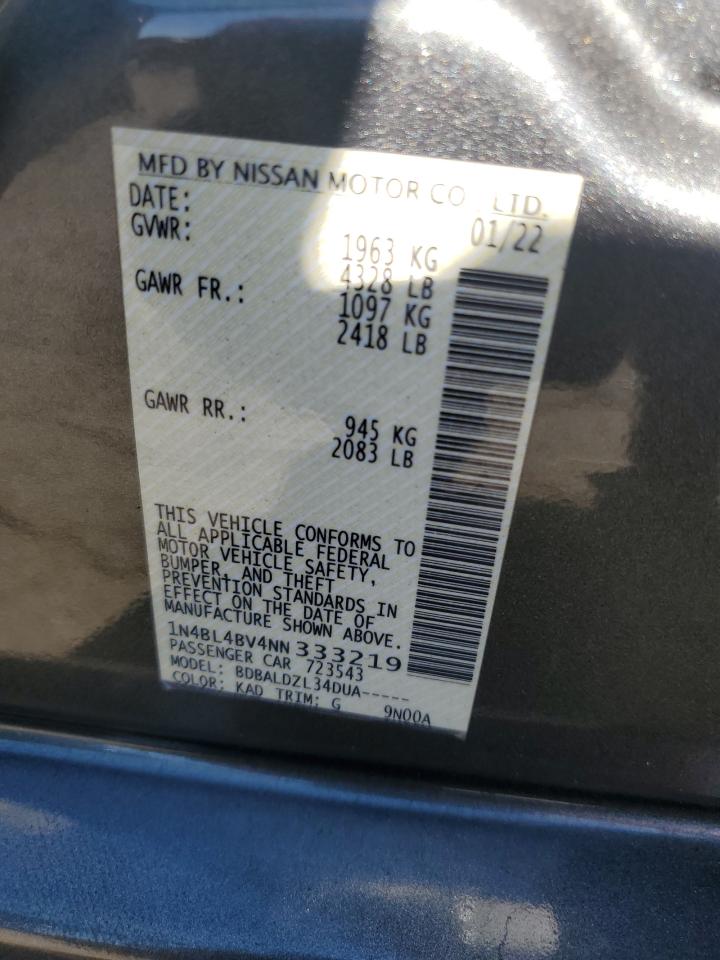 MFD BY NISSAN MOTOR CO., LTD.
DATE: 01/22
GVWR: 1963 KG
4328 LB
GAWR FR.: 1097 KG
2418 LB
GAWR RR.: 945 KG
2083 LB
THIS VEHICLE CONFORMS TO
ALL APPLICABLE FEDERAL
MOTOR VEHICLE SAFETY,
BUMPER, AND THEFT
PREVENTION STANDARDS IN
EFFECT ON THE DATE OF
MANUFACTURE SHOWN ABOVE.
1N4BL4BV4NN333219
PASSENGER CAR 723543
MODEL: BDBALDZL34DUA-----
COLOR: KAD TRIM: G 9N00A